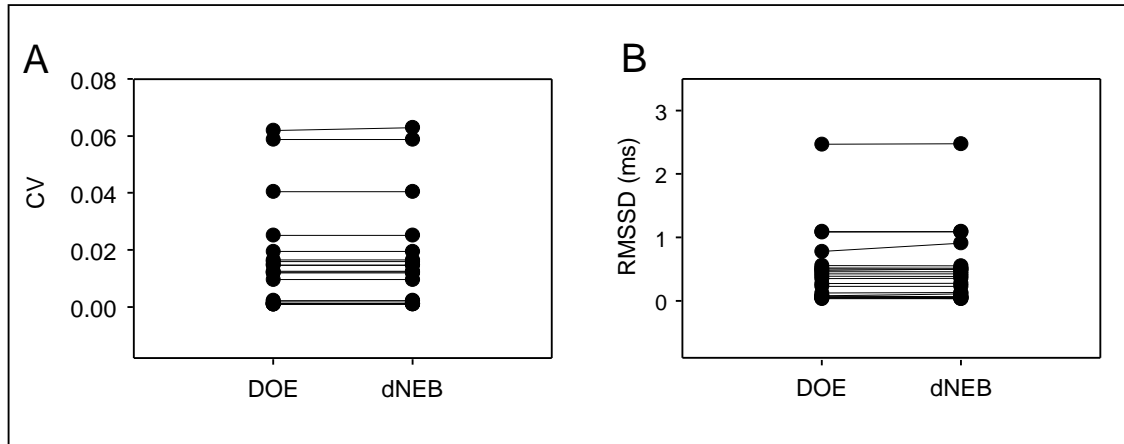 A
0.08
0.06
0.04
0.02
0.00
CV
DOE dNEB
B
3
2
1
0
RMSSD (ms)
DOE dNEB